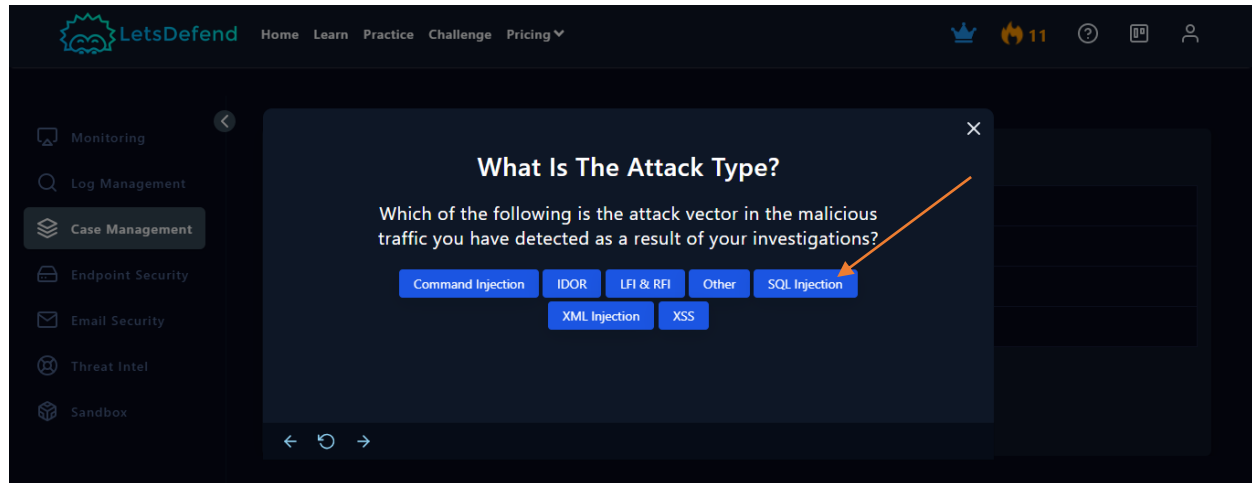 LetsDefend Home Learn Practice Challenge Pricing 11
Monitoring
Log Management
Case Management
Endpoint Security
Email Security
Threat Intel
Sandbox
What Is The Attack Type?
Which of the following is the attack vector in the malicious
traffic you have detected as a result of your investigations?
Command Injection IDOR LFI & RFI Other SQL Injection
XML Injection XSS